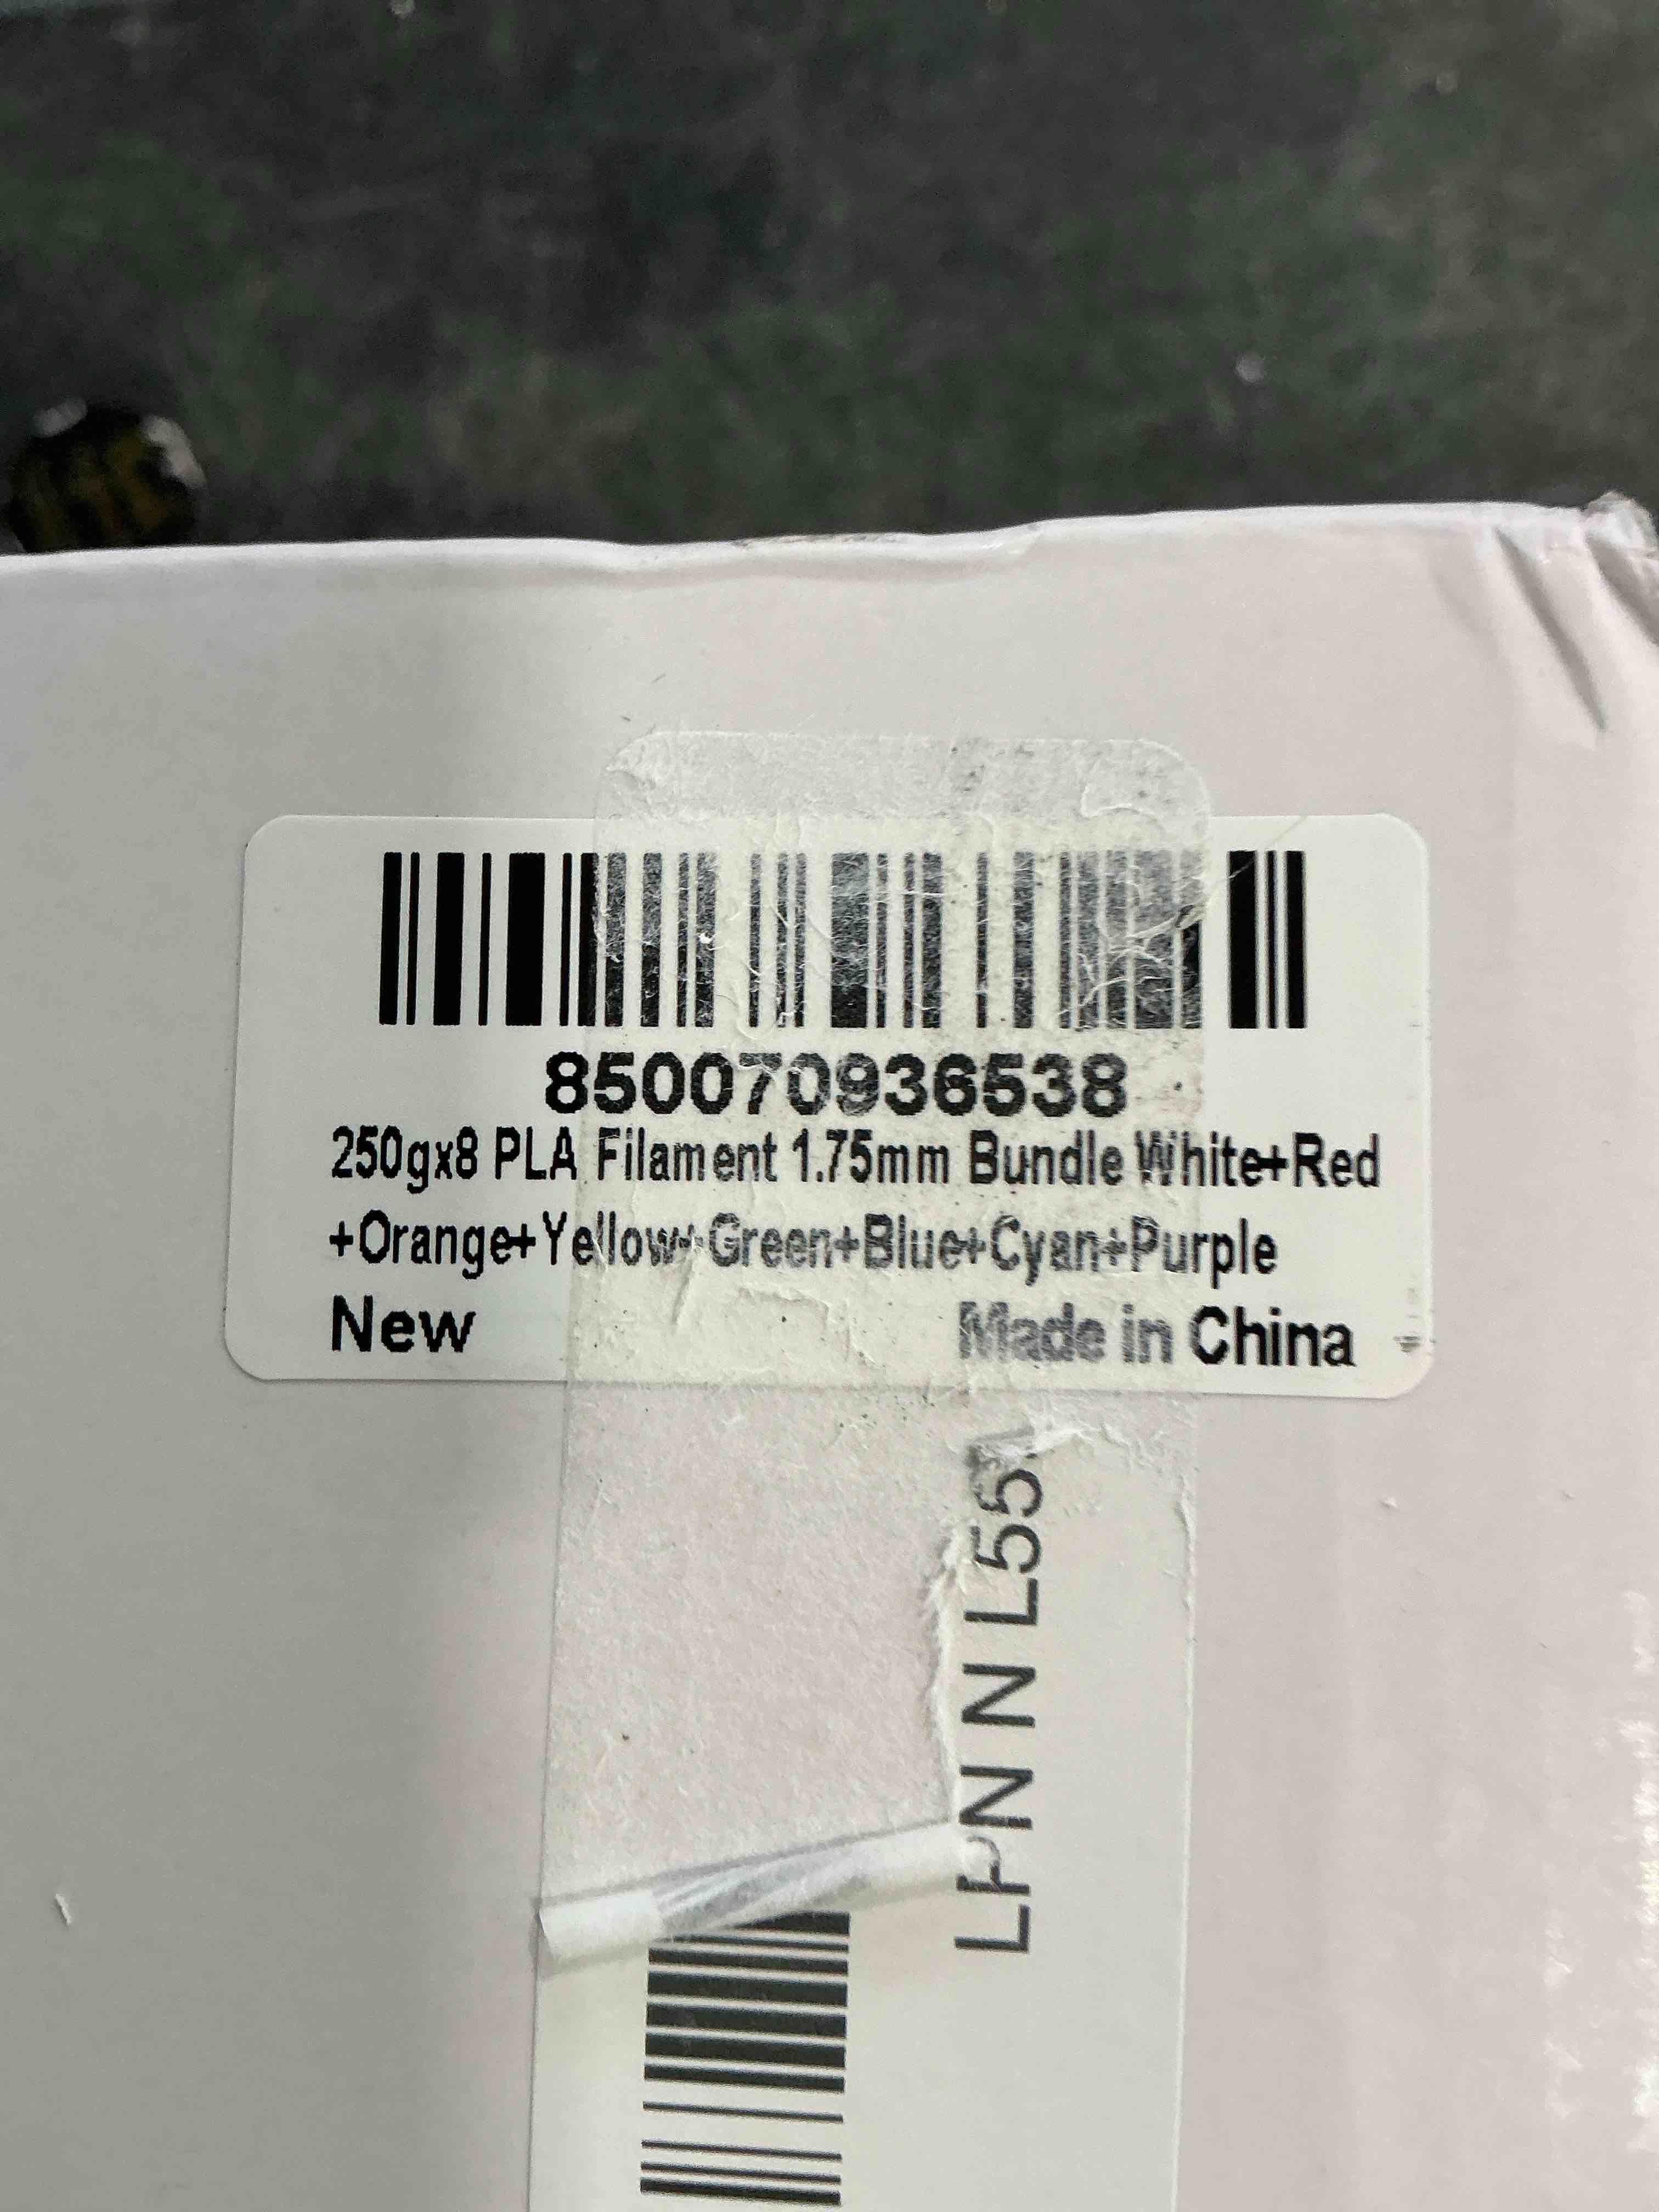 850070936538
250gx8 PLA Filament 1.75mm Bundle White+Red
+Orange+Yellow+Green+Blue+Cyan+Purple
New Made in China
LPN N L55